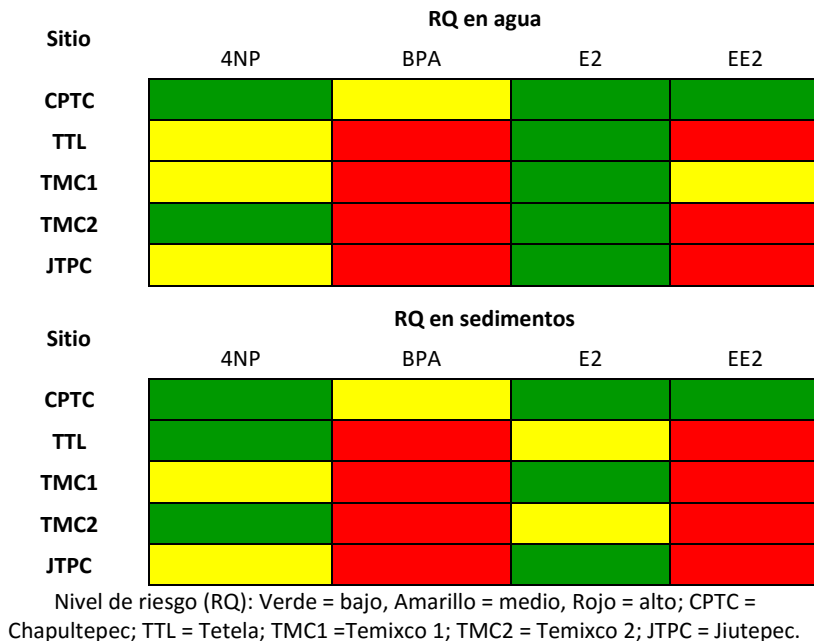 Sitio
RQ en agua
4NP BPA E2 EE2
CPTC
TTL
TMC1
TMC2
JTPC
Sitio
RQ en sedimentos
4NP BPA E2 EE2
CPTC
TTL
TMC1
TMC2
JTPC
Nivel de riesgo (RQ): Verde = bajo, Amarillo = medio, Rojo = alto; CPTC =
Chapultepec; TTL = Tetela; TMC1 =Temixco 1; TMC2 = Temixco 2; JTPC = Jiutepec.